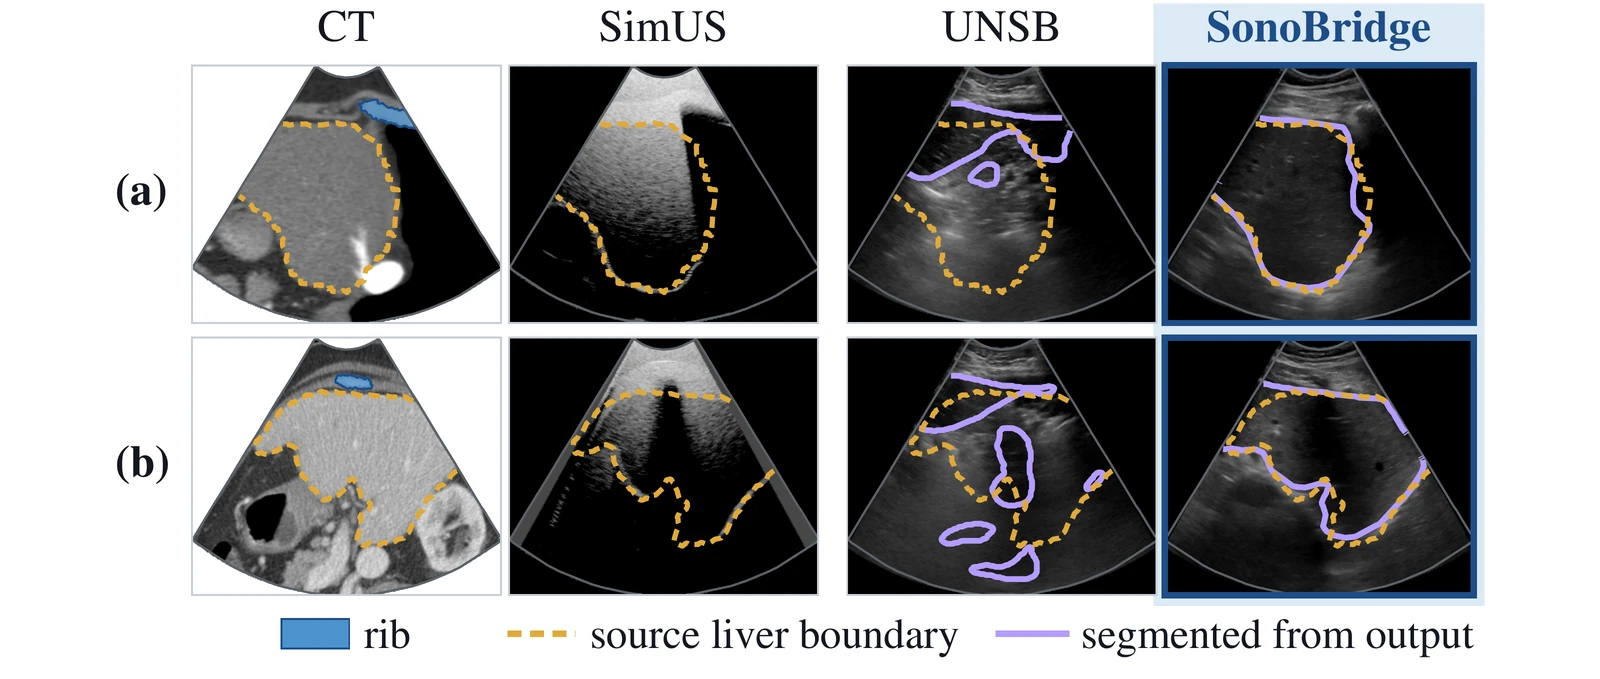 CT SimUS UNSB SonoBridge
(a)
(b)
rib source liver boundary segmented from output